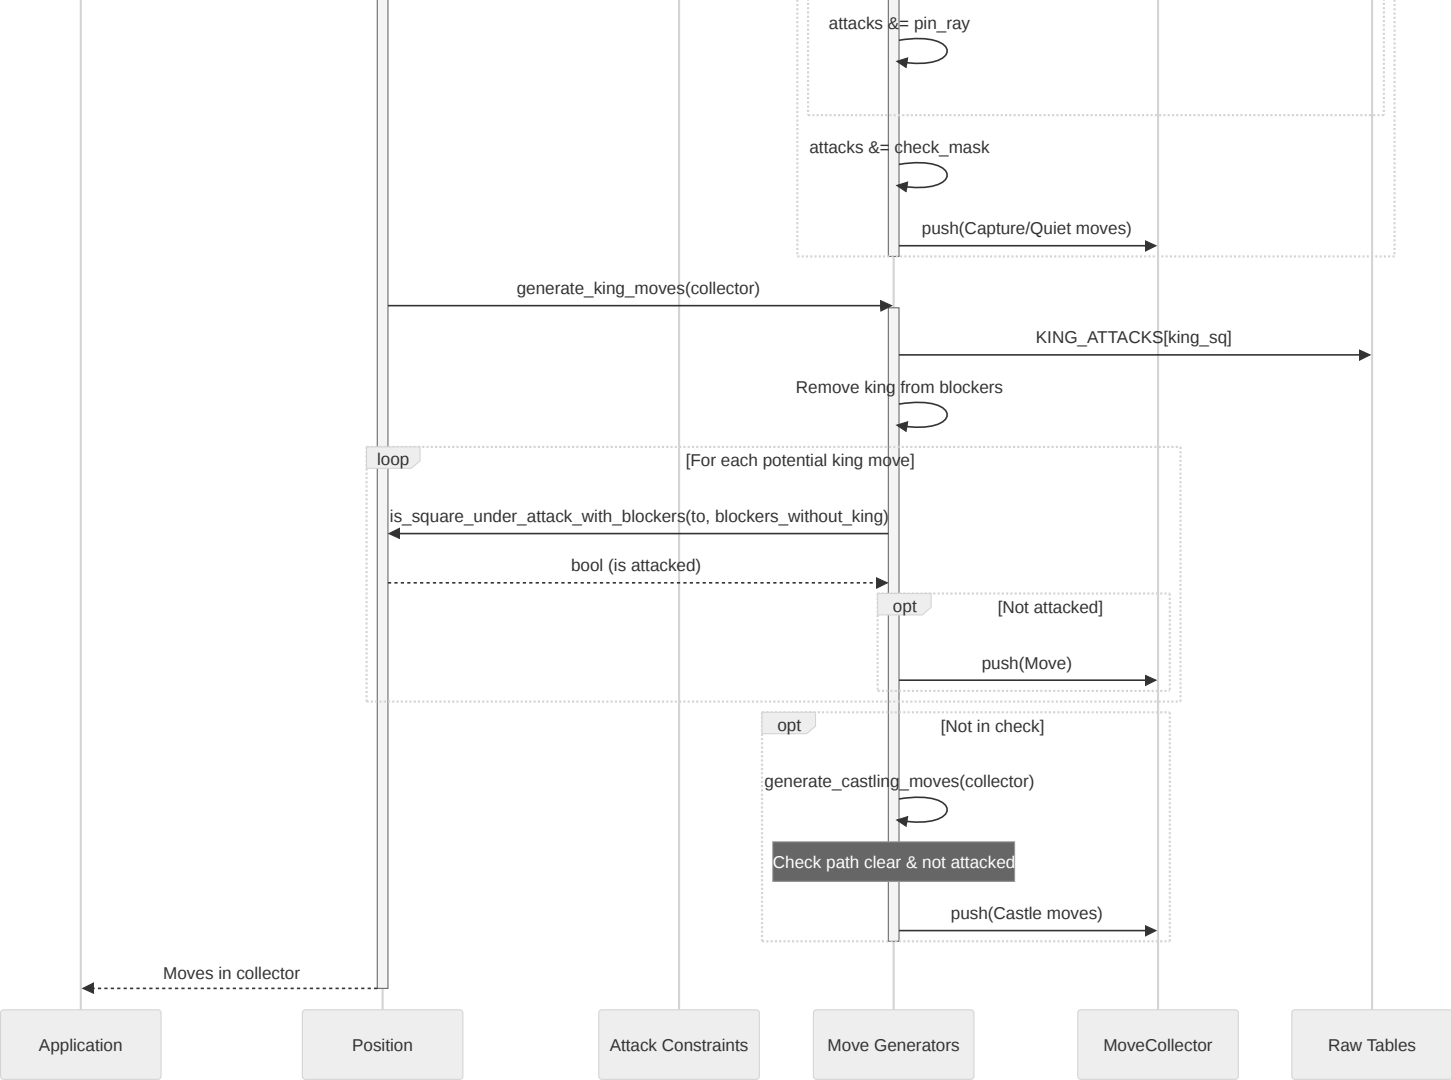 attacks &= pin_ray
attacks &= check_mask
push(Capture/Quiet moves)
generate_king_moves(collector)
KING_ATTACKS[king_sq]
Remove king from blockers
loop
[For each potential king move]
is_square_under_attack_with_blockers(to, blockers_without_king)
bool (is attacked)
opt
[Not attacked]
push(Move)
opt
[Not in check]
generate_castling_moves(collector)
Check path clear & not attacked
push(Castle moves)
Moves in collector
Application
Position
Attack Constraints
Move Generators
MoveCollector
Raw Tables